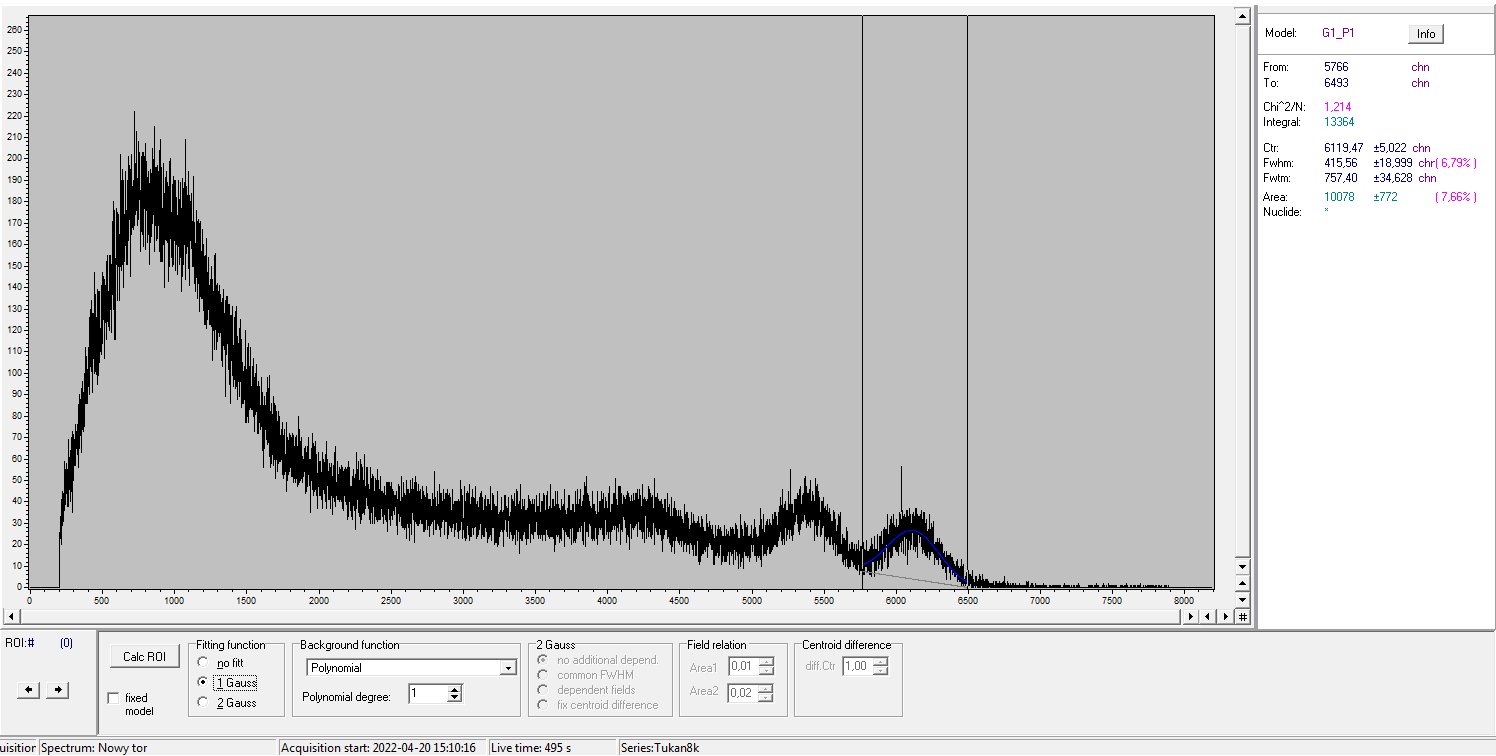 260
250
240
230
220
210
200
190
180
170
160
150
140
130
120
110
100
90
80
70
60
50
40
30
20
10
0
0 500 1000 1500 2000 2500 3000 3500 4000 4500 5000 5500 6000 6500 7000 7500 8000
#
Model: G1_P1 Info
From: 5766 chn
To: 6493 chn
Chi^2/N: 1,214
Integral: 13364
Ctr: 6119,47 ±5,022 chn
Fwhm: 415,56 ±18,999 chr( 6,79% )
Fwtm: 757,40 ±34,628 chn
Area: 10078 ±772 ( 7,66% )
Nuclide: *
ROI:# (0)
Calc ROI
fixed
model
Fitting function
no fitt
1 Gauss
2 Gauss
Background function
Polynomial
Polynomial degree: 1
2 Gauss
no additional depend.
common FWHM
dependent fields
fix centroid difference
Field relation
Area1 0,01
Area2 0,02
Centroid difference
diff.Ctr 1,00
uisitior Spectrum: Nowy tor Acquisition start: 2022-04-20 15:10:16 Live time: 495 s Series:Tukan8k